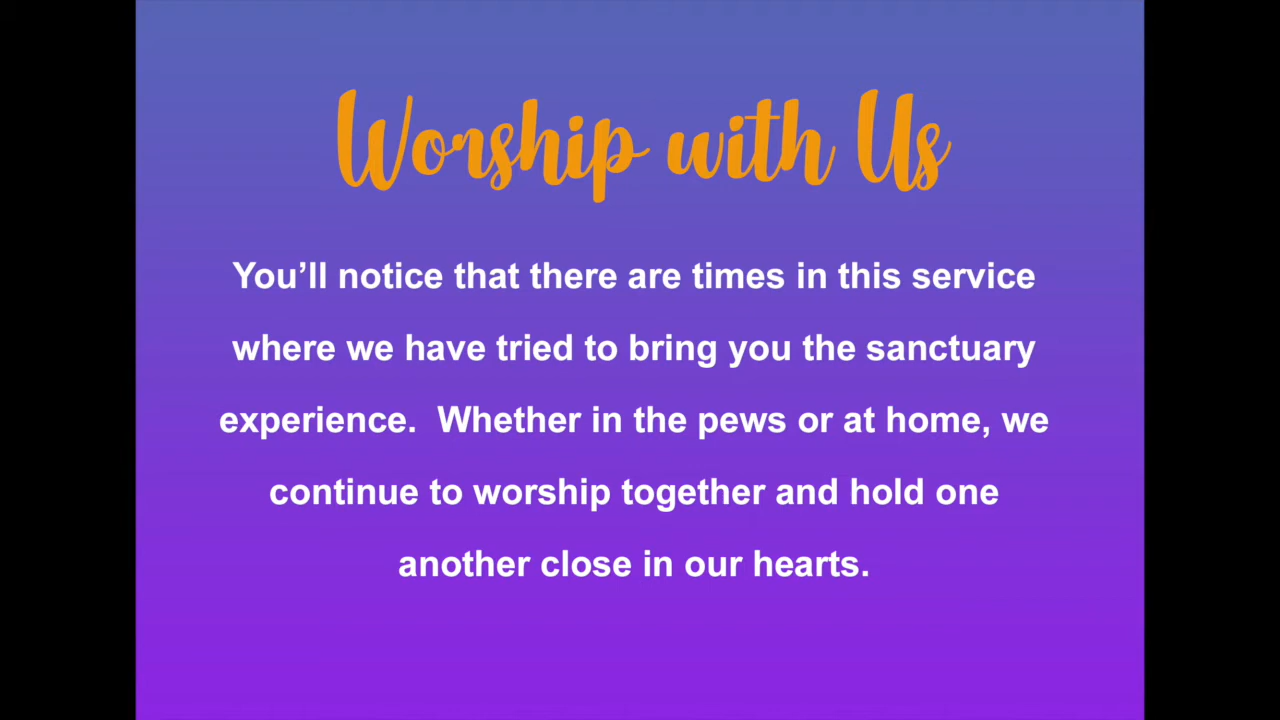 Worship with Us
You’ll notice that there are times in this service
where we have tried to bring you the sanctuary
experience.  Whether in the pews or at home, we
continue to worship together and hold one
another close in our hearts.